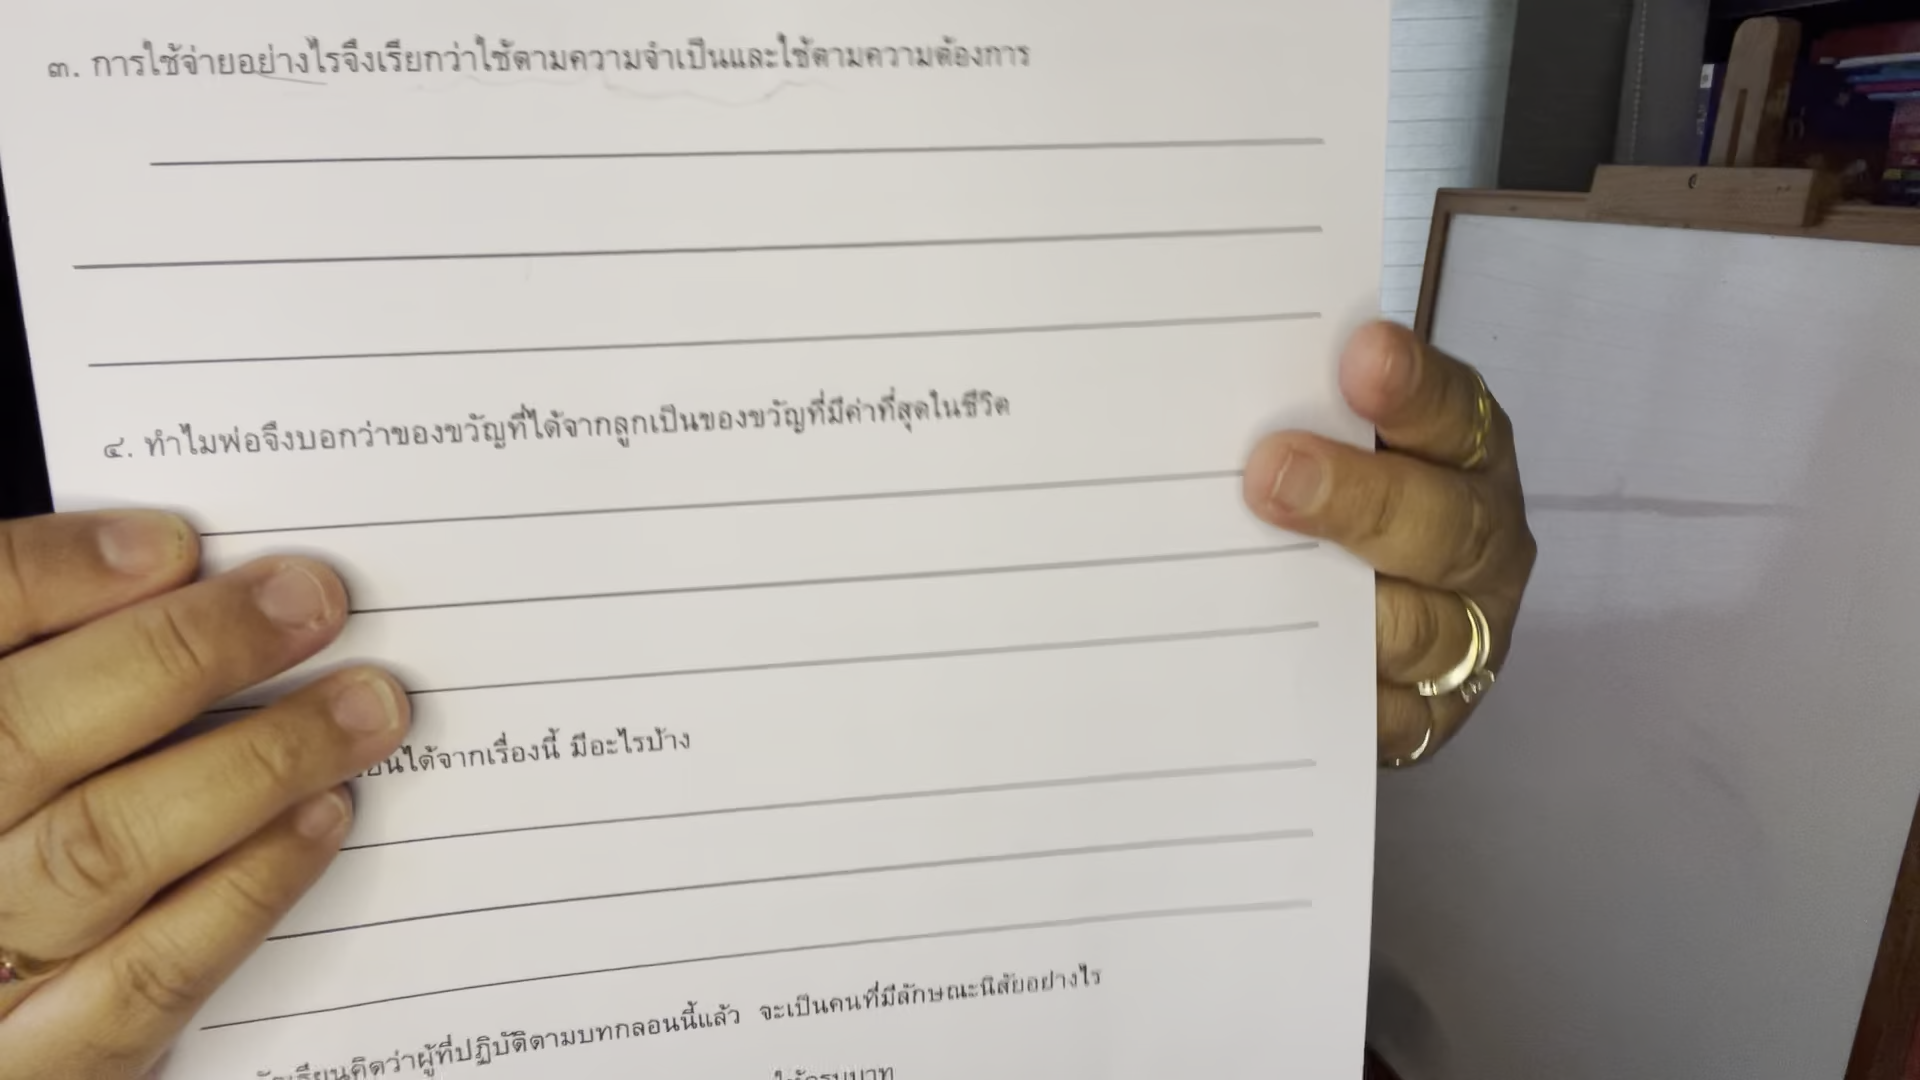 ๓. การใช้จ่ายอย่างไรจึงเรียกว่าใช้ตามความจำเป็นและใช้ตามความต้องการ
๔. ทำไมพ่อจึงบอกว่าของขวัญที่ได้จากลูกเป็นของขวัญที่มีค่าที่สุดในชีวิต
ได้จากเรื่องนี้ มีอะไรบ้าง
คิดว่าผู้ที่ปฏิบัติตามบทกลอนนี้แล้ว จะเป็นคนที่มีลักษณะนิสัยอย่างไร